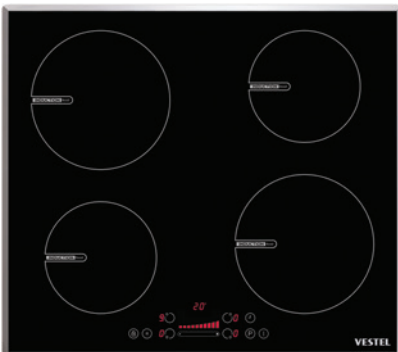 INDUCTION
INDUCTION
INDUCTION
INDUCTION
20'
9 0
0 0
P
VESTEL